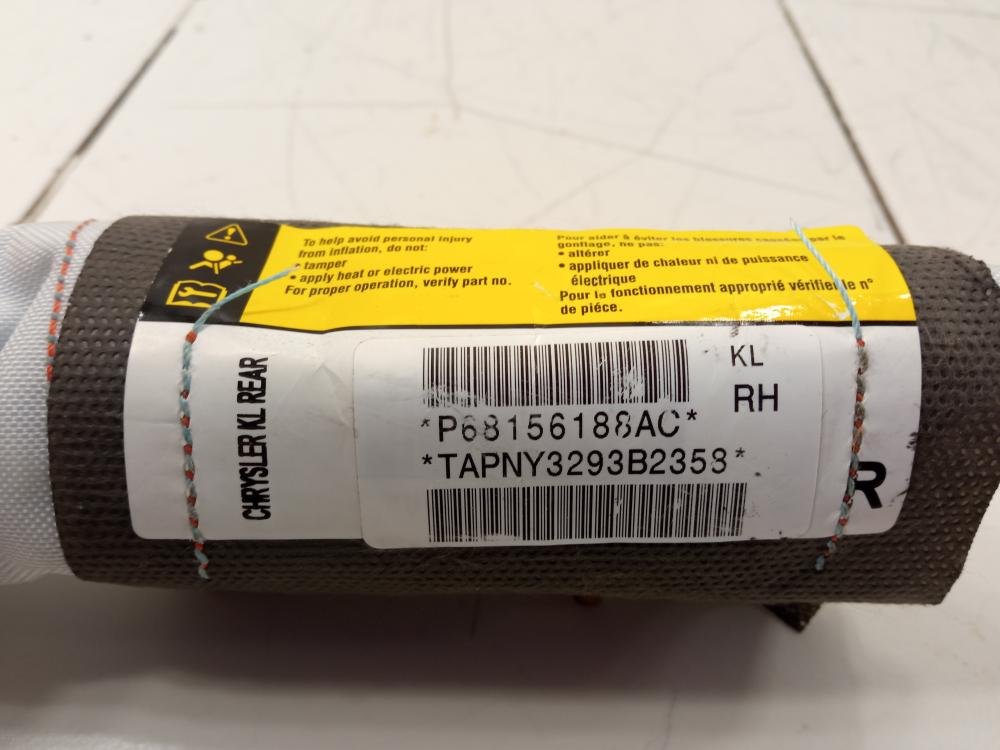 To help avoid personal injury
from inflation, do not:
• tamper
• apply heat or electric power
For proper operation, verify part no.
Pour aider à éviter les blessures causées par le
gonflage, ne pas:
• altérer
• appliquer de chaleur ni de puissance
électrique
Pour le fonctionnement approprié vérifier le n°
de piéce.
CHRYSLER KL REAR
KL
RH
*P68156188AC*
*TAPNY3293B2358*
R